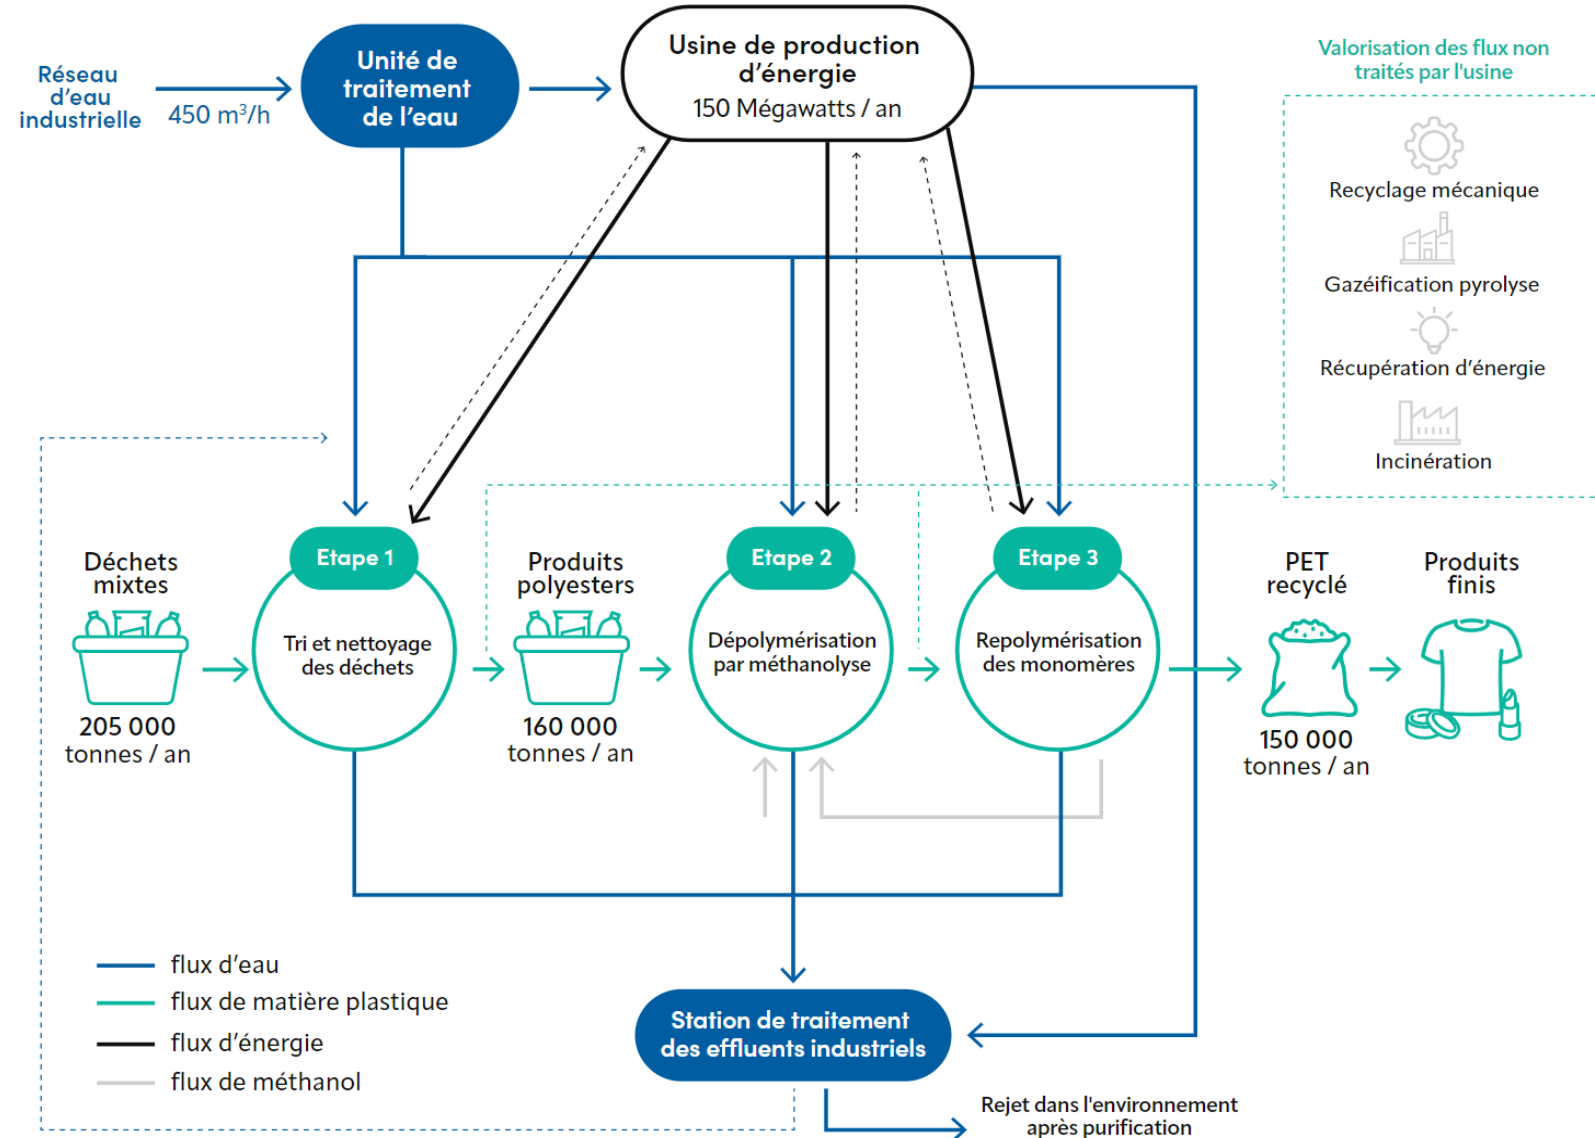 Réseau
d'eau
industrielle
450 m³/h
Unité de
traitement
de l'eau
Usine de production
d'énergie
150 Mégawatts / an
Valorisation des flux non
traités par l'usine
Recyclage mécanique
Gazéification pyrolyse
Récupération d'énergie
Incinération
Déchets
mixtes
205 000
tonnes / an
Etape 1
Tri et nettoyage
des déchets
Produits
polyesters
160 000
tonnes / an
Etape 2
Dépolymérisation
par méthanolyse
Etape 3
Repolymérisation
des monomères
PET
recyclé
150 000
tonnes / an
Produits
finis
flux d'eau
flux de matière plastique
flux d'énergie
flux de méthanol
Station de traitement
des effluents industriels
Rejet dans l'environnement
après purification